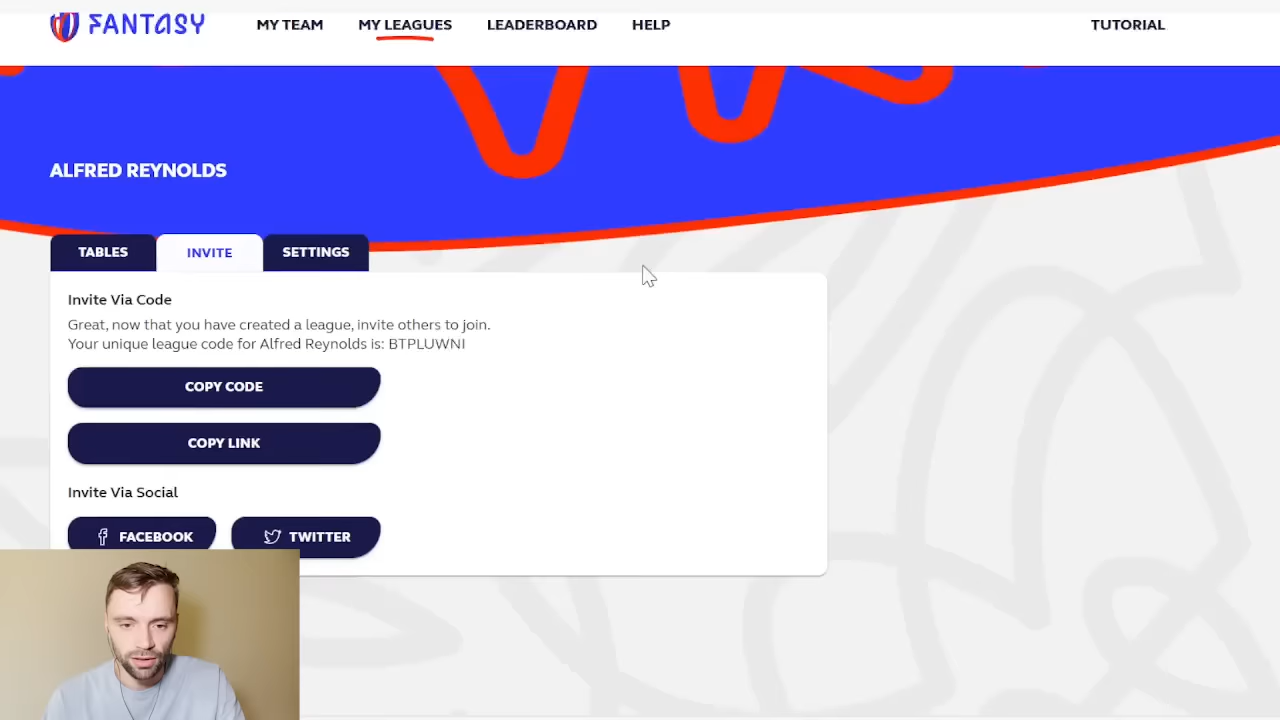 FANTASY
MY TEAM
MY LEAGUES
LEADERBOARD
HELP
TUTORIAL
ALFRED REYNOLDS
TABLES
INVITE
SETTINGS
Invite Via Code
Great, now that you have created a league, invite others to join.
Your unique league code for Alfred Reynolds is: BTPLUWNI
COPY CODE
COPY LINK
Invite Via Social
FACEBOOK
TWITTER